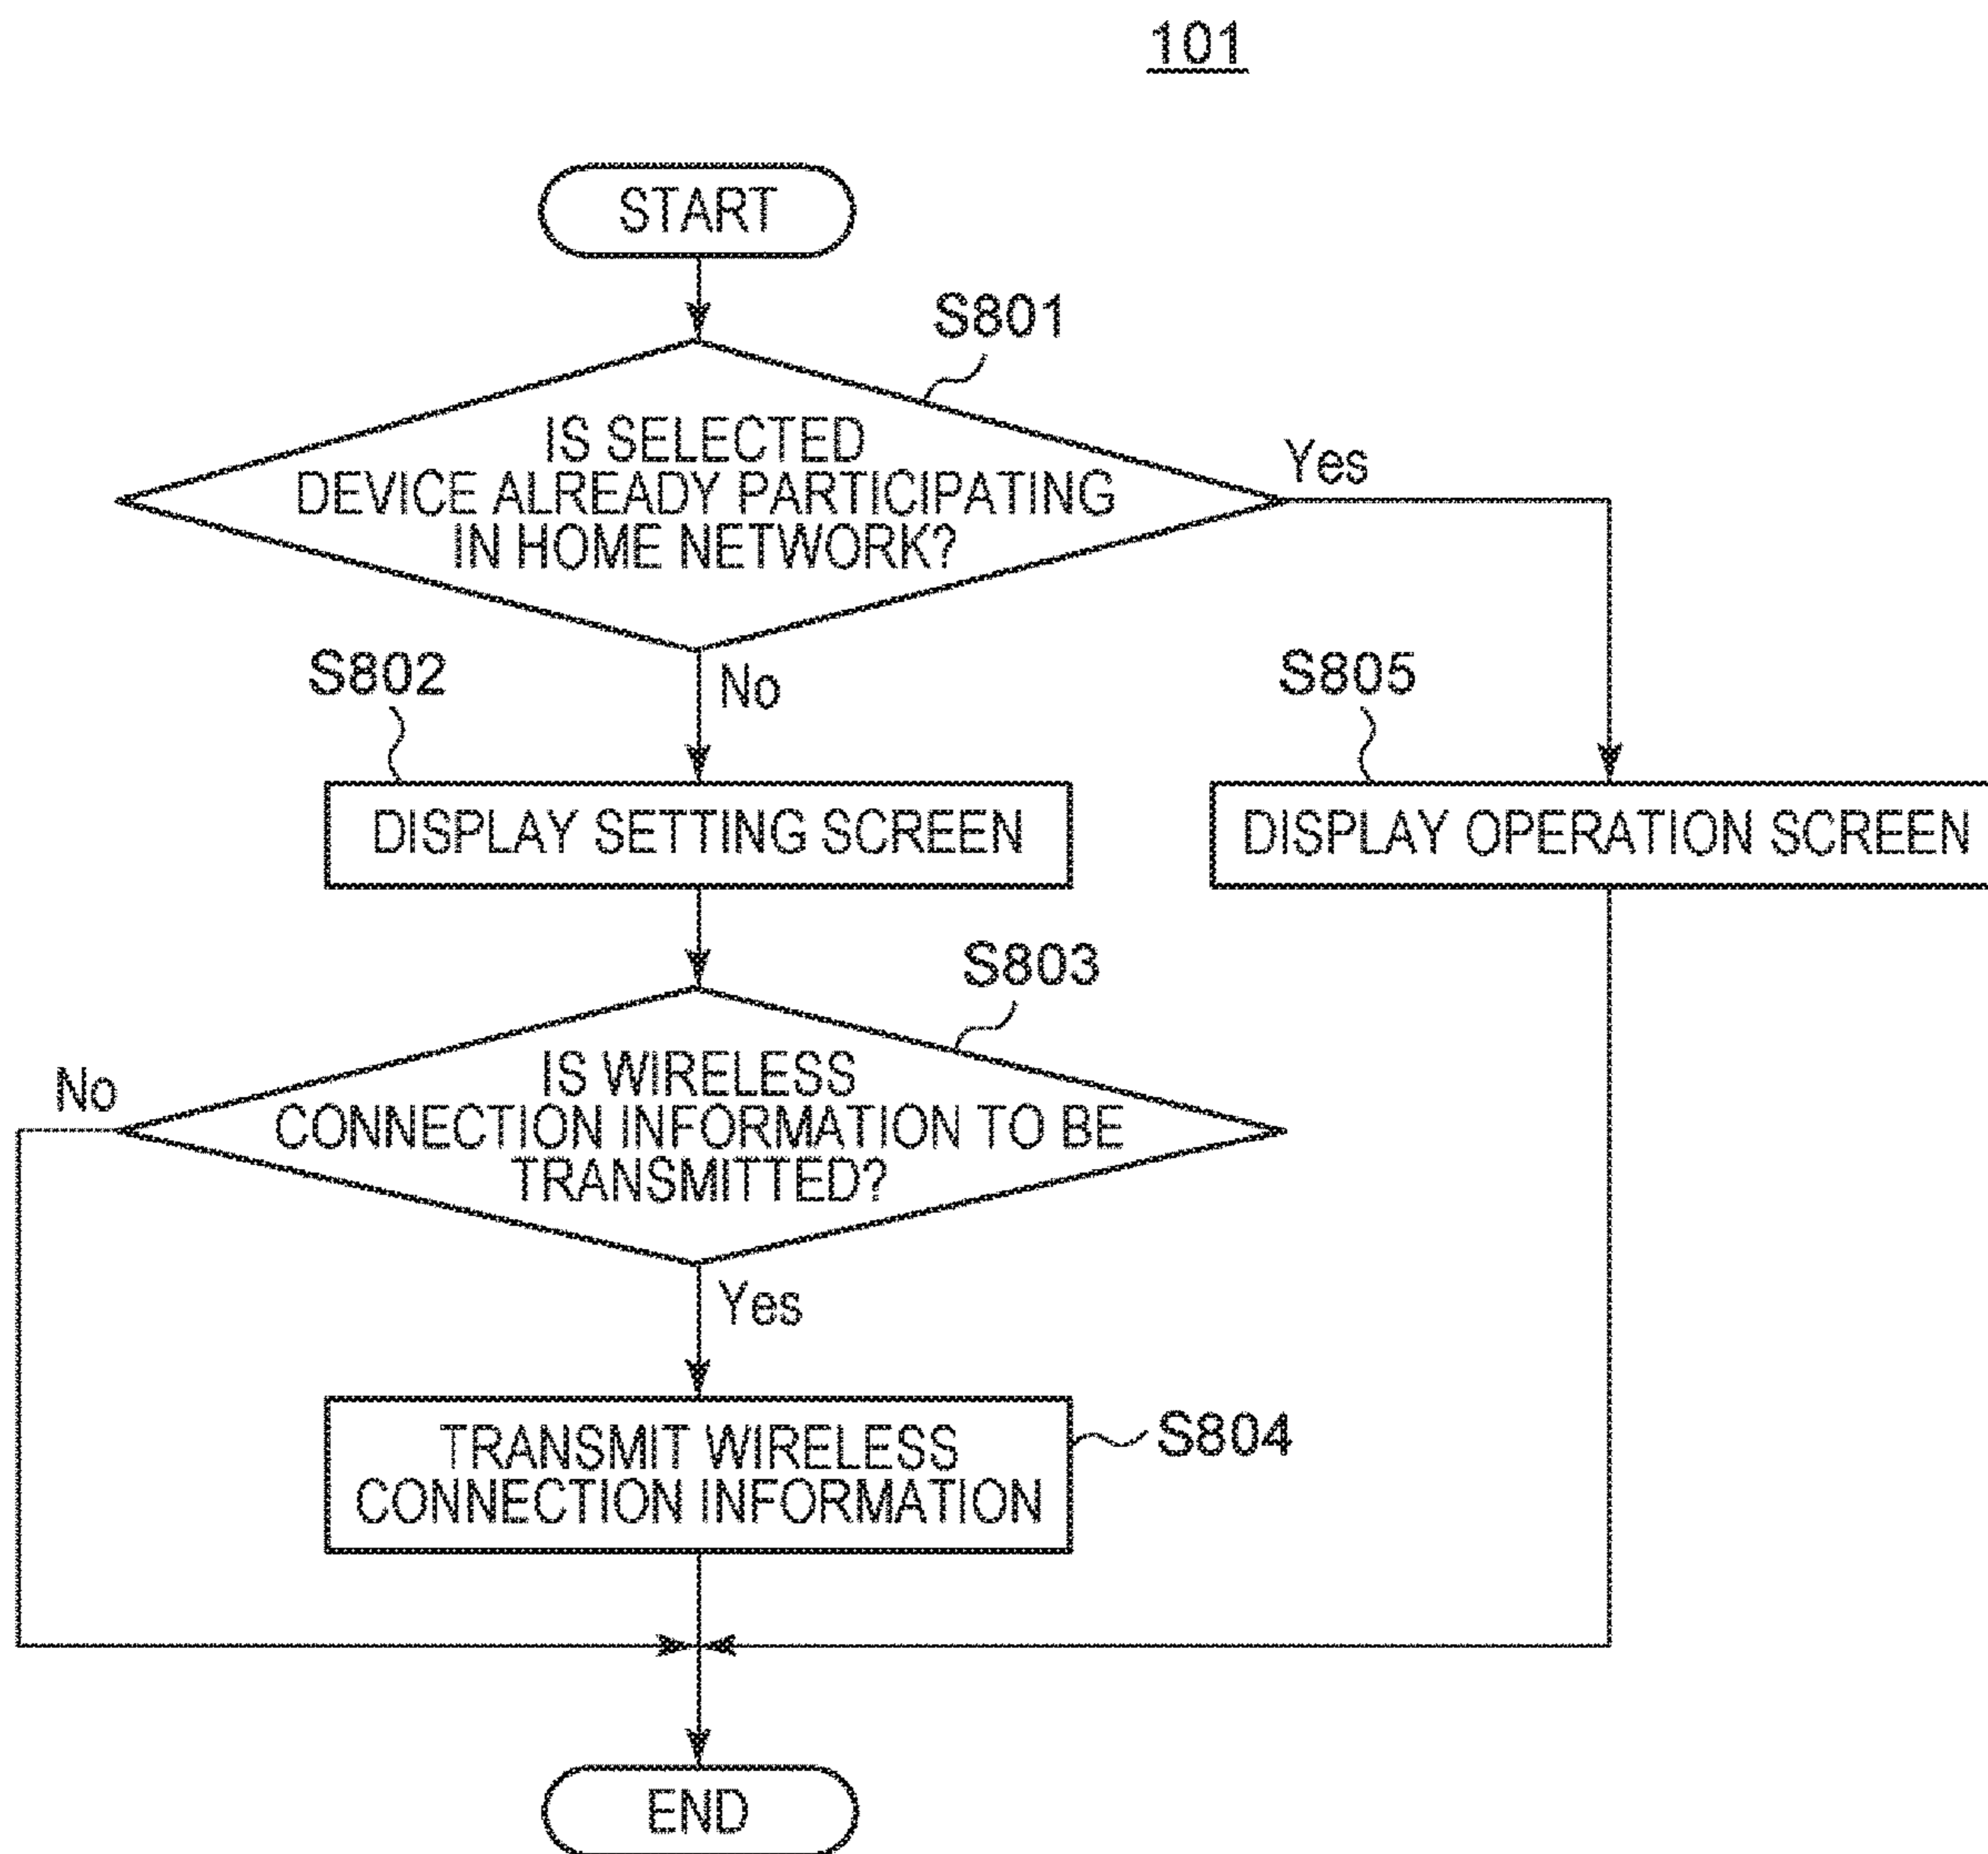 101
START
S801
IS SELECTED
DEVICE ALREADY PARTICIPATING
IN HOME NETWORK?
Yes
No
S802
S805
DISPLAY SETTING SCREEN
DISPLAY OPERATION SCREEN
S803
No
IS WIRELESS
CONNECTION INFORMATION TO BE
TRANSMITTED?
Yes
TRANSMIT WIRELESS
CONNECTION INFORMATION
S804
END